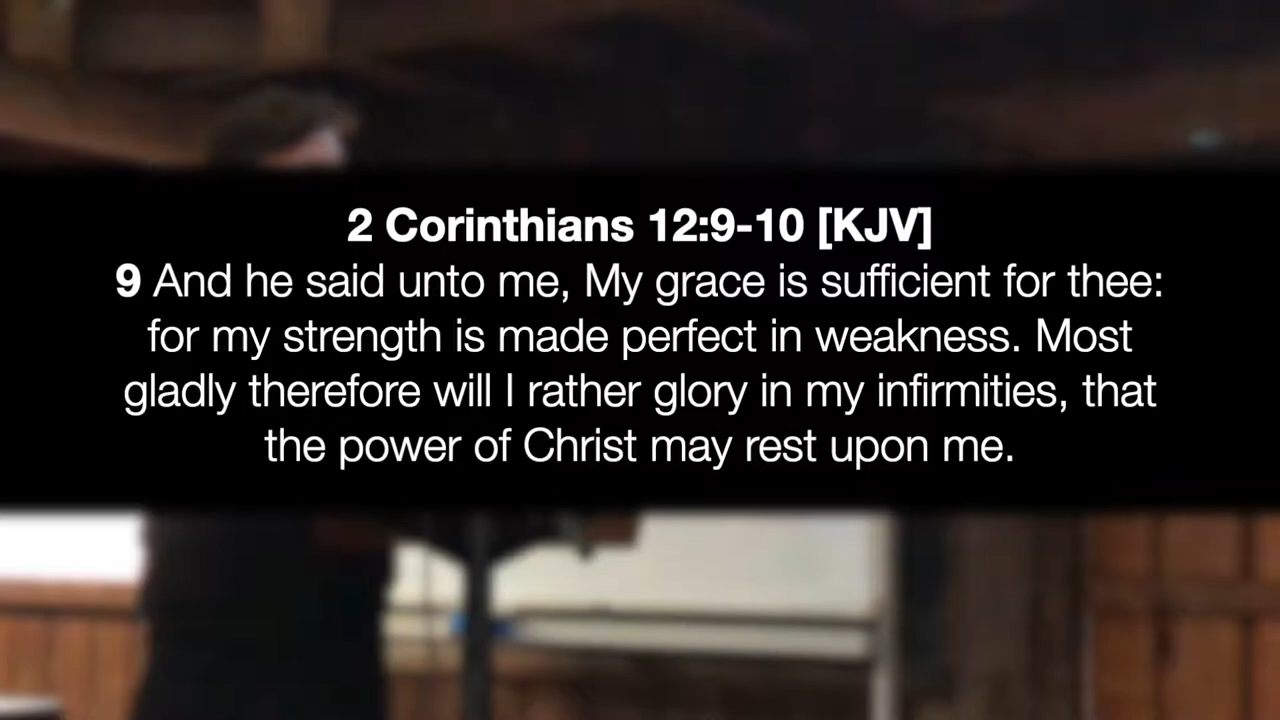 2 Corinthians 12:9-10 [KJV]
9 And he said unto me, My grace is sufficient for thee:
for my strength is made perfect in weakness. Most
gladly therefore will I rather glory in my infirmities, that
the power of Christ may rest upon me.